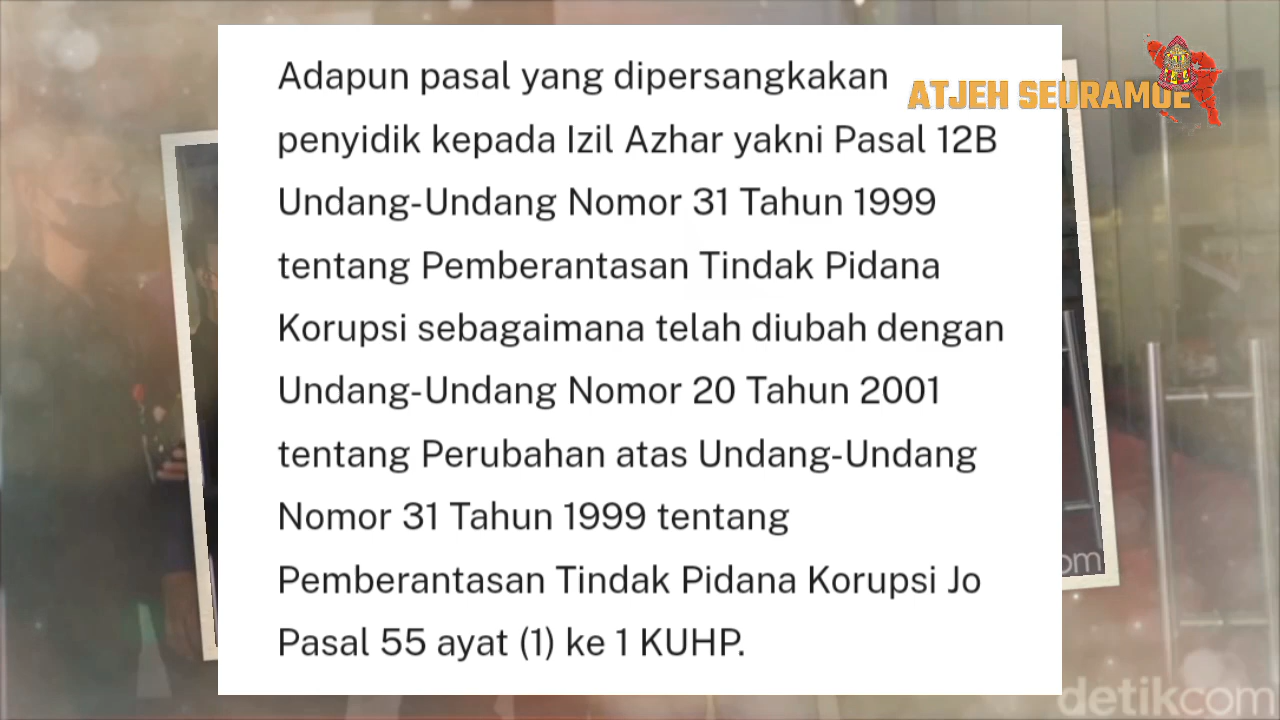 Adapun pasal yang dipersangkakan
penyidik kepada Izil Azhar yakni Pasal 12B
Undang-Undang Nomor 31 Tahun 1999
tentang Pemberantasan Tindak Pidana
Korupsi sebagaimana telah diubah dengan
Undang-Undang Nomor 20 Tahun 2001
tentang Perubahan atas Undang-Undang
Nomor 31 Tahun 1999 tentang
Pemberantasan Tindak Pidana Korupsi Jo
Pasal 55 ayat (1) ke 1 KUHP.
ATJEH SEURAMOE
om
detikcom